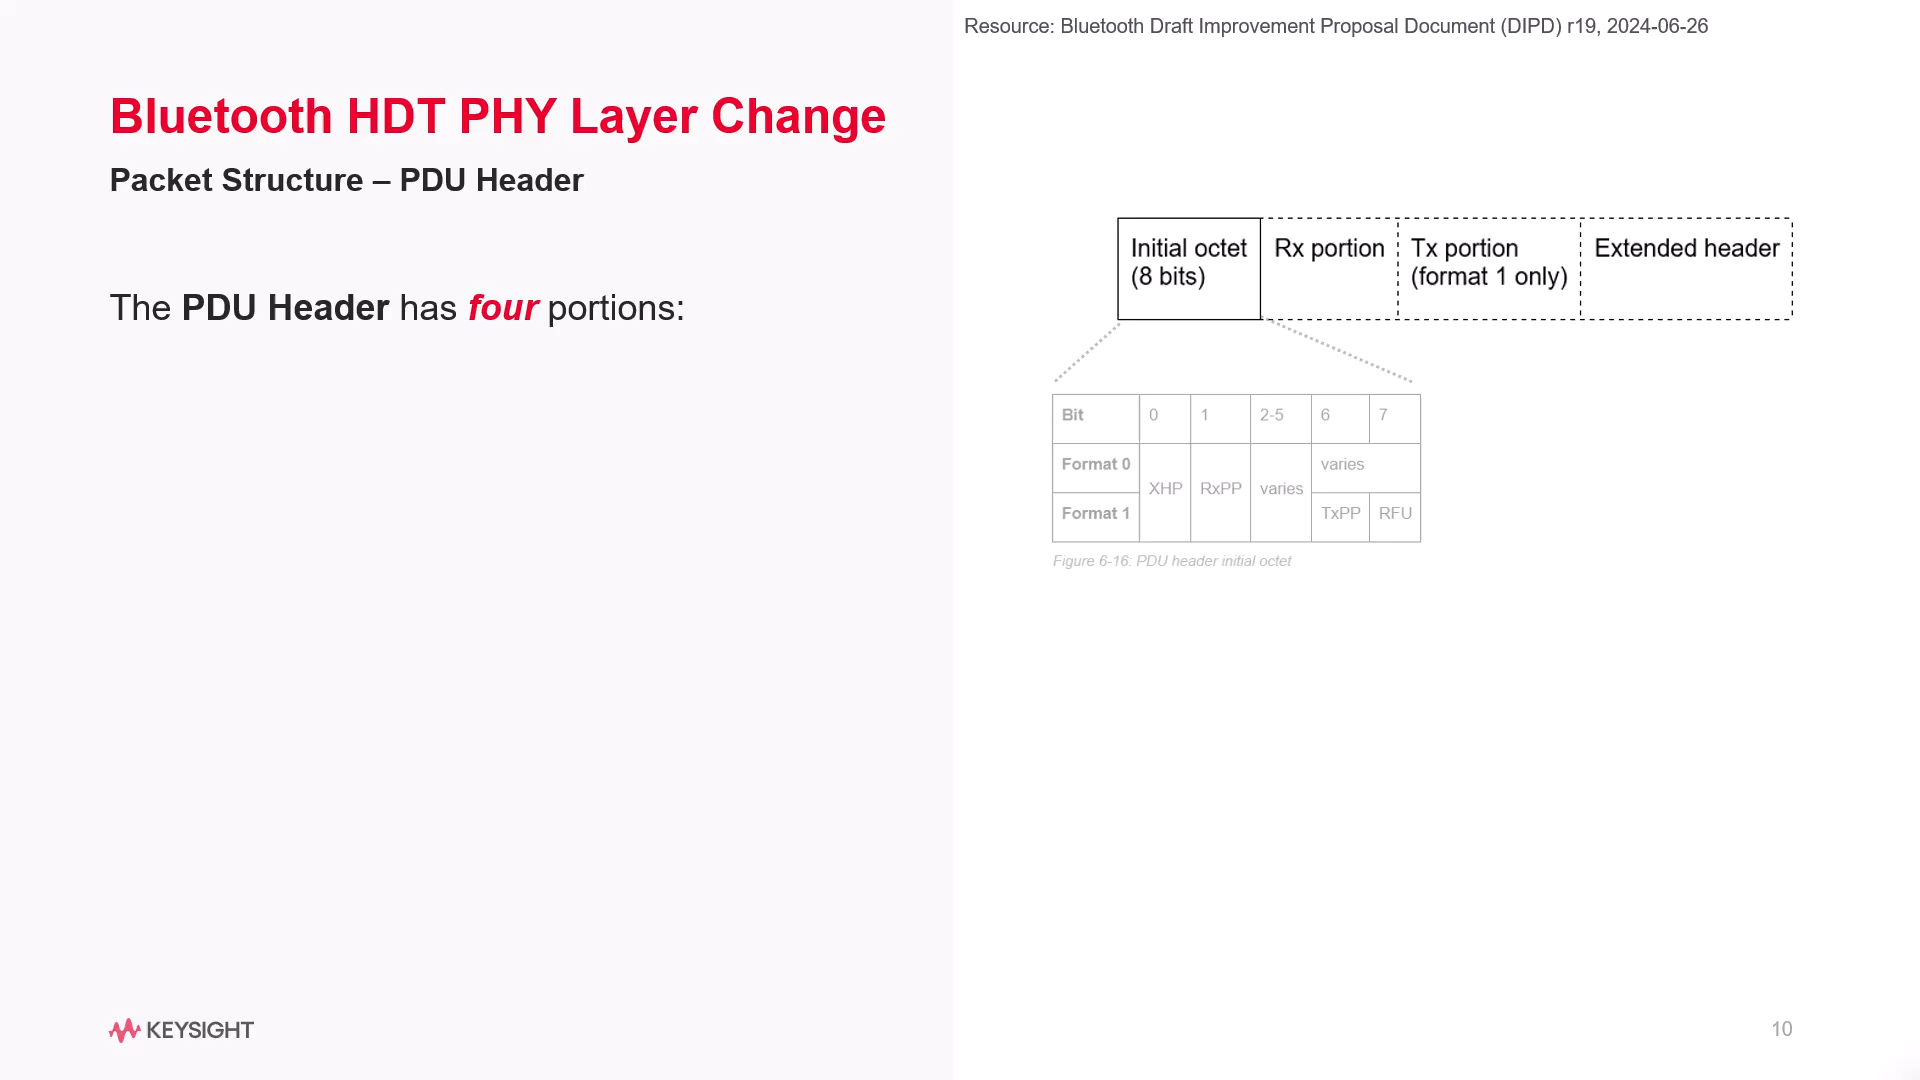 Resource: Bluetooth Draft Improvement Proposal Document (DIPD) r19, 2024-06-26
Bluetooth HDT PHY Layer Change
Packet Structure – PDU Header
The PDU Header has four portions:
Initial octet (8 bits) Rx portion Tx portion (format 1 only) Extended header
Bit 0 1 2-5 6 7
Format 0 XHP RxPP varies varies
Format 1 TxPP RFU
Figure 6-16: PDU header initial octet
KEYSIGHT
10